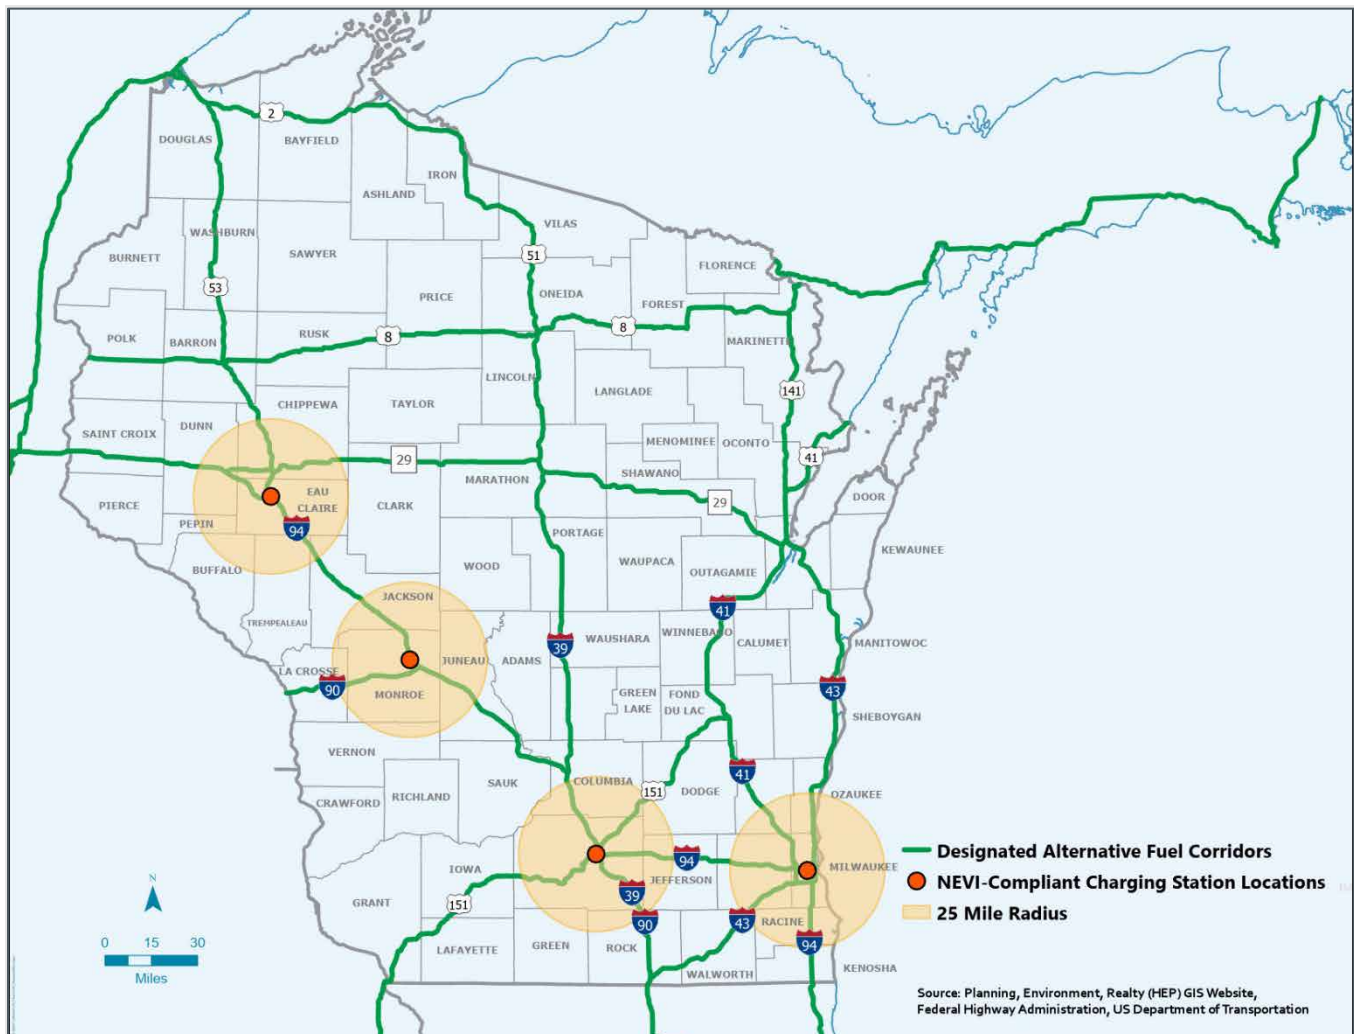 2
DOUGLAS
BAYFIELD
IRON
ASHLAND
VILAS
WASHBURN
51
SAWYER
BURNETT
FLORENCE
53
ONEIDA
PRICE
FOREST
8
8
RUSK
POLK
BARRON
MARINETTE
LINCOLN
141
LANGLADE
CHIPPEWA
TAYLOR
DUNN
SAINT CROIX
MENOMINEE
OCONTO
41
29
SHAWANO
MARATHON
EAU
CLAIRE
DOOR
29
PIERCE
CLARK
PEPIN
94
PORTAGE
KEWAUNEE
WAUPACA
WOOD
BUFFALO
OUTAGAMIE
JACKSON
41
TREMPEALEAU
WINNEBAGO
39
WAUSHARA
CALUMET
MANITOWOC
JUNEAU
ADAMS
LA CROSSE
90
43
MONROE
GREEN
LAKE
FOND
DU LAC
SHEBOYGAN
VERNON
41
COLUMBIA
SAUK
151
DODGE
OZAUKEE
RICHLAND
CRAWFORD
94
MILWAUKEE
IOWA
JEFFERSON
39
GRANT
151
90
43
RACINE
94
GREEN
ROCK
LAFAYETTE
WALWORTH
KENOSHA
Designated Alternative Fuel Corridors
NEVI-Compliant Charging Station Locations
25 Mile Radius
N
0 15 30
Miles
Source: Planning, Environment, Realty (HEP) GIS Website,
Federal Highway Administration, US Department of Transportation